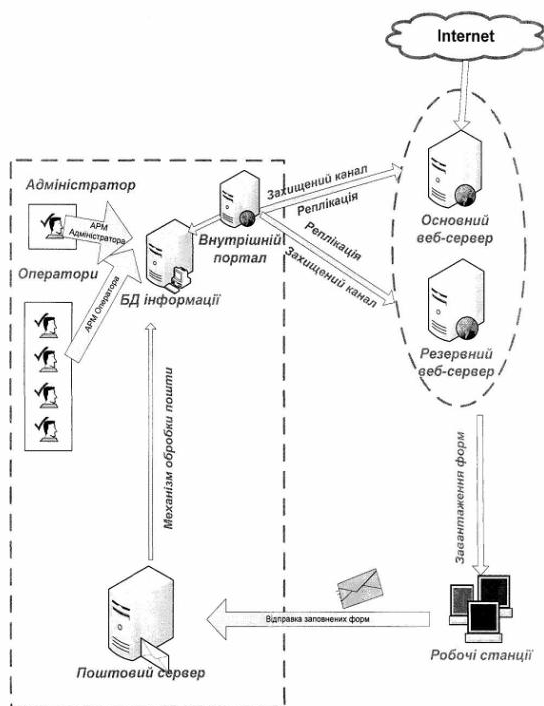 Internet
Адміністратор
АРМ
Адміністратора
Оператори
АРМ Оператора
БД інформації
Внутрішній
портал
Захищений канал
Реплікація
Реплікація
Захищений канал
Основний
веб-сервер
Резервний
веб-сервер
Механізм обробки пошти
Завантаження форм
Відправка заповнених форм
Поштовий сервер
Робочі станції